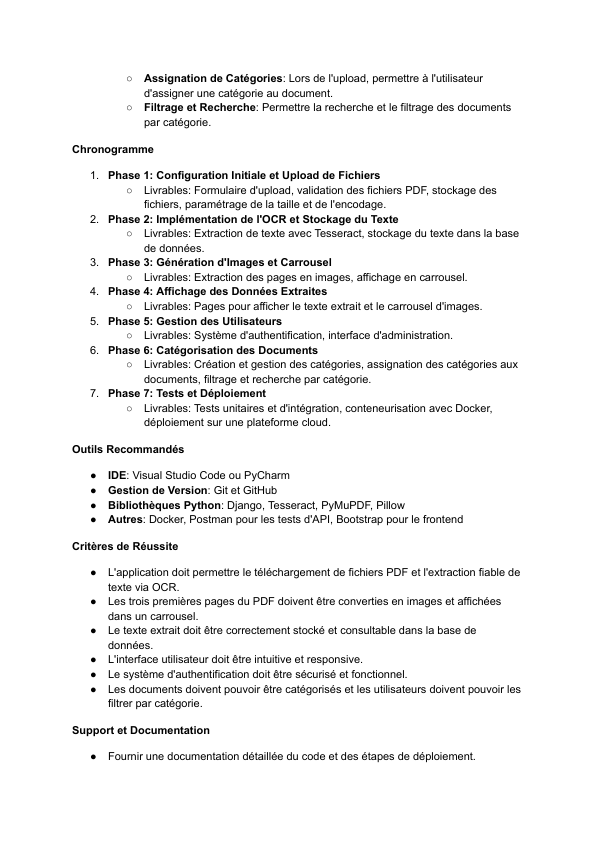 ○ Assignation de Catégories: Lors de l'upload, permettre à l'utilisateur
d'assigner une catégorie au document.
○ Filtrage et Recherche: Permettre la recherche et le filtrage des documents
par catégorie.
Chronogramme
1. Phase 1: Configuration Initiale et Upload de Fichiers
○ Livrables: Formulaire d'upload, validation des fichiers PDF, stockage des
fichiers, paramétrage de la taille et de l'encodage.
2. Phase 2: Implémentation de l'OCR et Stockage du Texte
○ Livrables: Extraction de texte avec Tesseract, stockage du texte dans la base
de données.
3. Phase 3: Génération d'Images et Carrousel
○ Livrables: Extraction des pages en images, affichage en carrousel.
4. Phase 4: Affichage des Données Extraites
○ Livrables: Pages pour afficher le texte extrait et le carrousel d'images.
5. Phase 5: Gestion des Utilisateurs
○ Livrables: Système d'authentification, interface d'administration.
6. Phase 6: Catégorisation des Documents
○ Livrables: Création et gestion des catégories, assignation des catégories aux
documents, filtrage et recherche par catégorie.
7. Phase 7: Tests et Déploiement
○ Livrables: Tests unitaires et d'intégration, conteneurisation avec Docker,
déploiement sur une plateforme cloud.
Outils Recommandés
● IDE: Visual Studio Code ou PyCharm
● Gestion de Version: Git et GitHub
● Bibliothèques Python: Django, Tesseract, PyMuPDF, Pillow
● Autres: Docker, Postman pour les tests d'API, Bootstrap pour le frontend
Critères de Réussite
● L'application doit permettre le téléchargement de fichiers PDF et l'extraction fiable de
texte via OCR.
● Les trois premières pages du PDF doivent être converties en images et affichées
dans un carrousel.
● Le texte extrait doit être correctement stocké et consultable dans la base de
données.
● L'interface utilisateur doit être intuitive et responsive.
● Le système d'authentification doit être sécurisé et fonctionnel.
● Les documents doivent pouvoir être catégorisés et les utilisateurs doivent pouvoir les
filtrer par catégorie.
Support et Documentation
● Fournir une documentation détaillée du code et des étapes de déploiement.